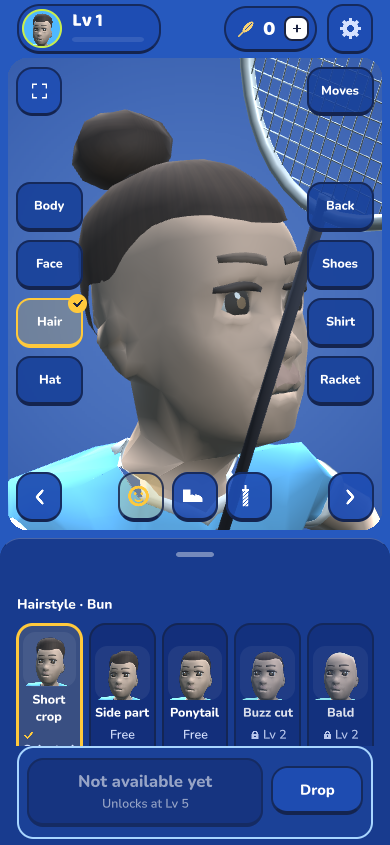 Lv 1
0
+
Moves
Body
Back
Face
Shoes
Hair
Shirt
Hat
Racket
Hairstyle · Bun
Short crop
Side part
Free
Ponytail
Free
Buzz cut
Lv 2
Bald
Lv 2
Not available yet
Unlocks at Lv 5
Drop